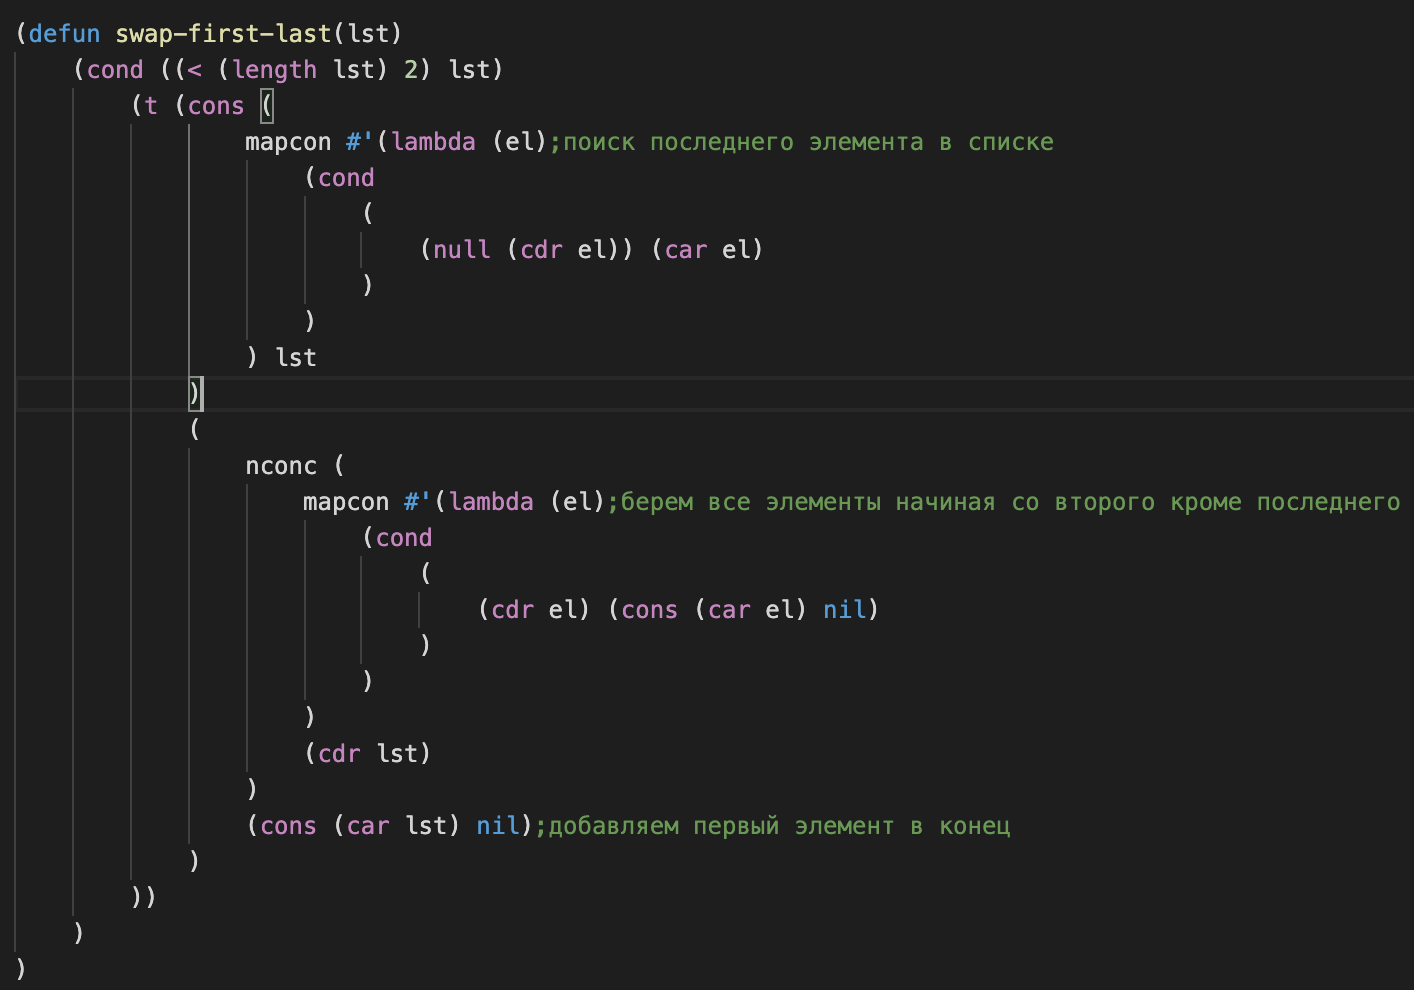 (defun swap-first-last(lst)
(cond ((< (length lst) 2) lst)
(t (cons (
mapcon #'(lambda (el);поиск последнего элемента в списке
(cond
(
(null (cdr el)) (car el)
)
)
) lst
)
(
nconc (
mapcon #'(lambda (el);берем все элементы начиная со второго кроме последнего
(cond
(
(cdr el) (cons (car el) nil)
)
)
)
(cdr lst)
)
(cons (car lst) nil);добавляем первый элемент в конец
)
))
)
)